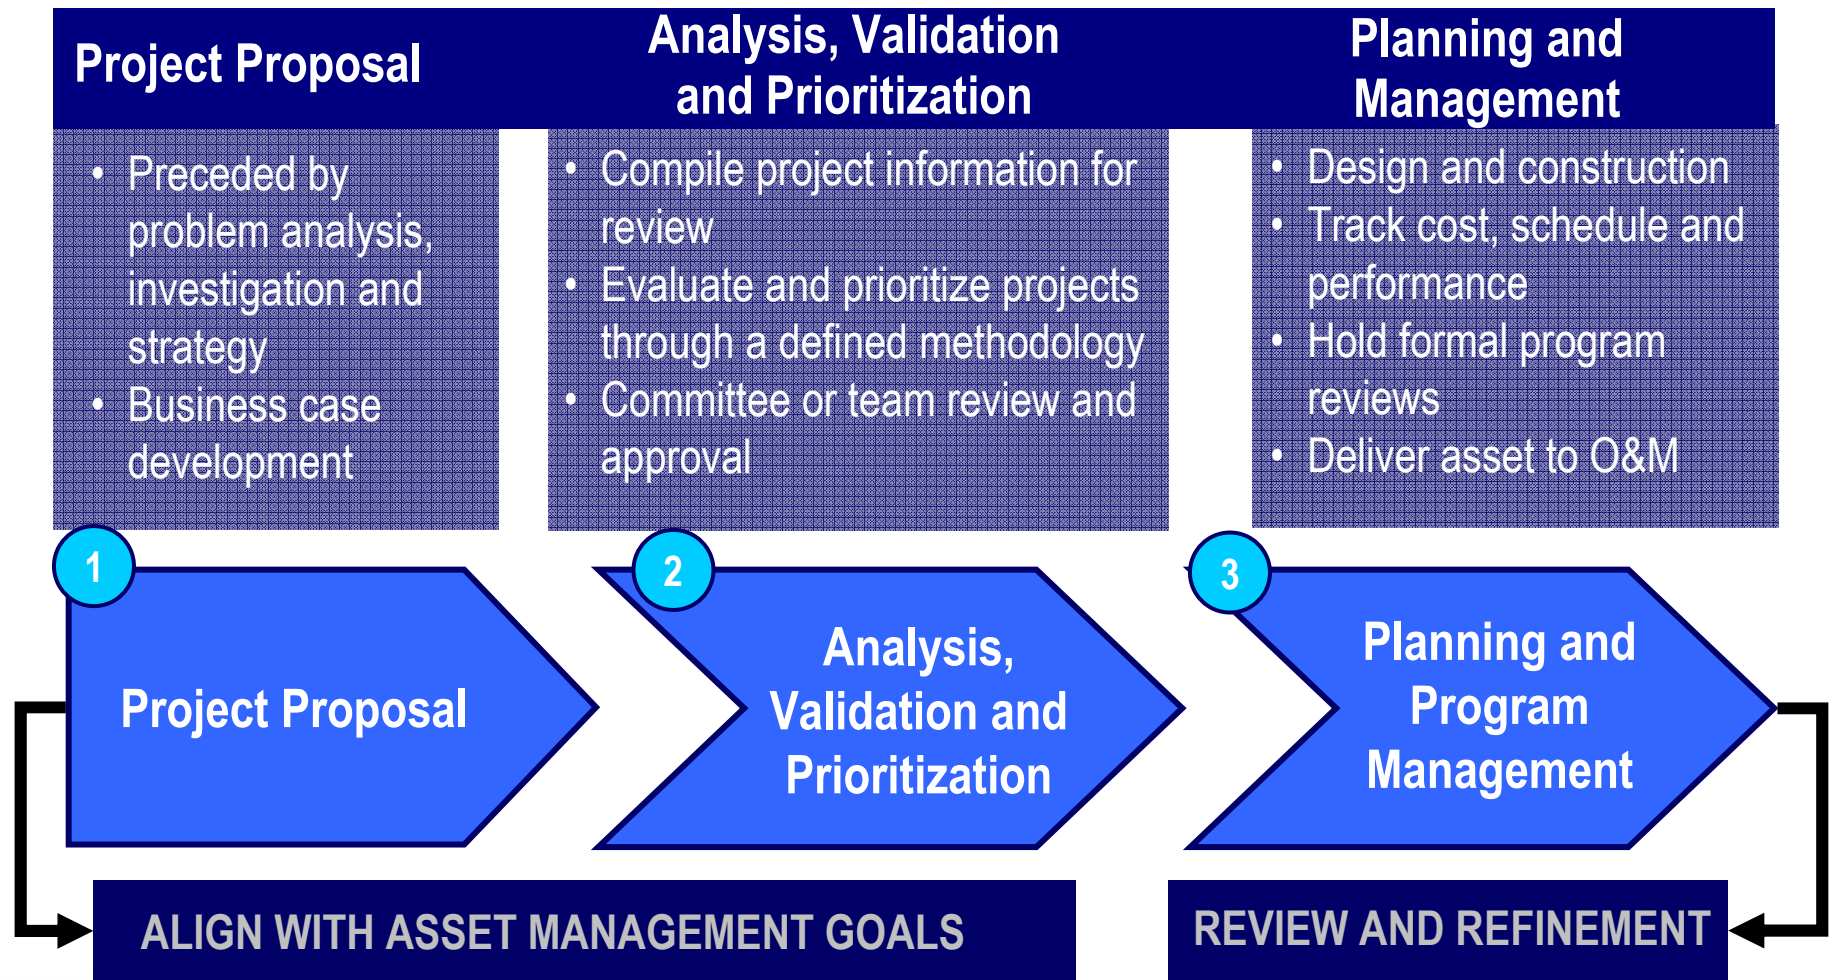 Project Proposal
Analysis, Validation
and Prioritization
Planning and
Management
• Preceded by
problem analysis,
investigation and
strategy
• Business case
development
• Compile project information for
review
• Evaluate and prioritize projects
through a defined methodology
• Committee or team review and
approval
• Design and construction
• Track cost, schedule and
performance
• Hold formal program
reviews
• Deliver asset to O&M
1
Project Proposal
2
Analysis,
Validation and
Prioritization
3
Planning and
Program
Management
ALIGN WITH ASSET MANAGEMENT GOALS
REVIEW AND REFINEMENT